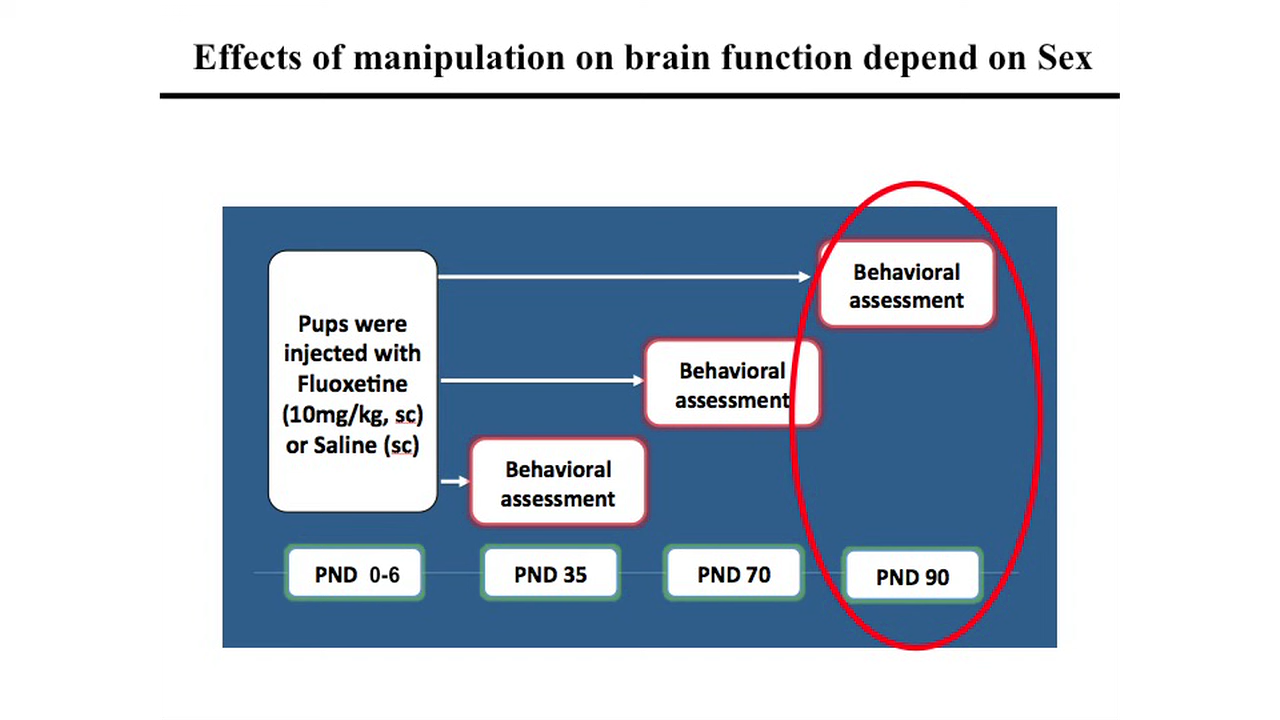 Effects of manipulation on brain function depend on Sex
Pups were
injected with
Fluoxetine
(10mg/kg, sc)
or Saline (sc)
Behavioral
assessment
Behavioral
assessment
Behavioral
assessment
PND 0-6
PND 35
PND 70
PND 90